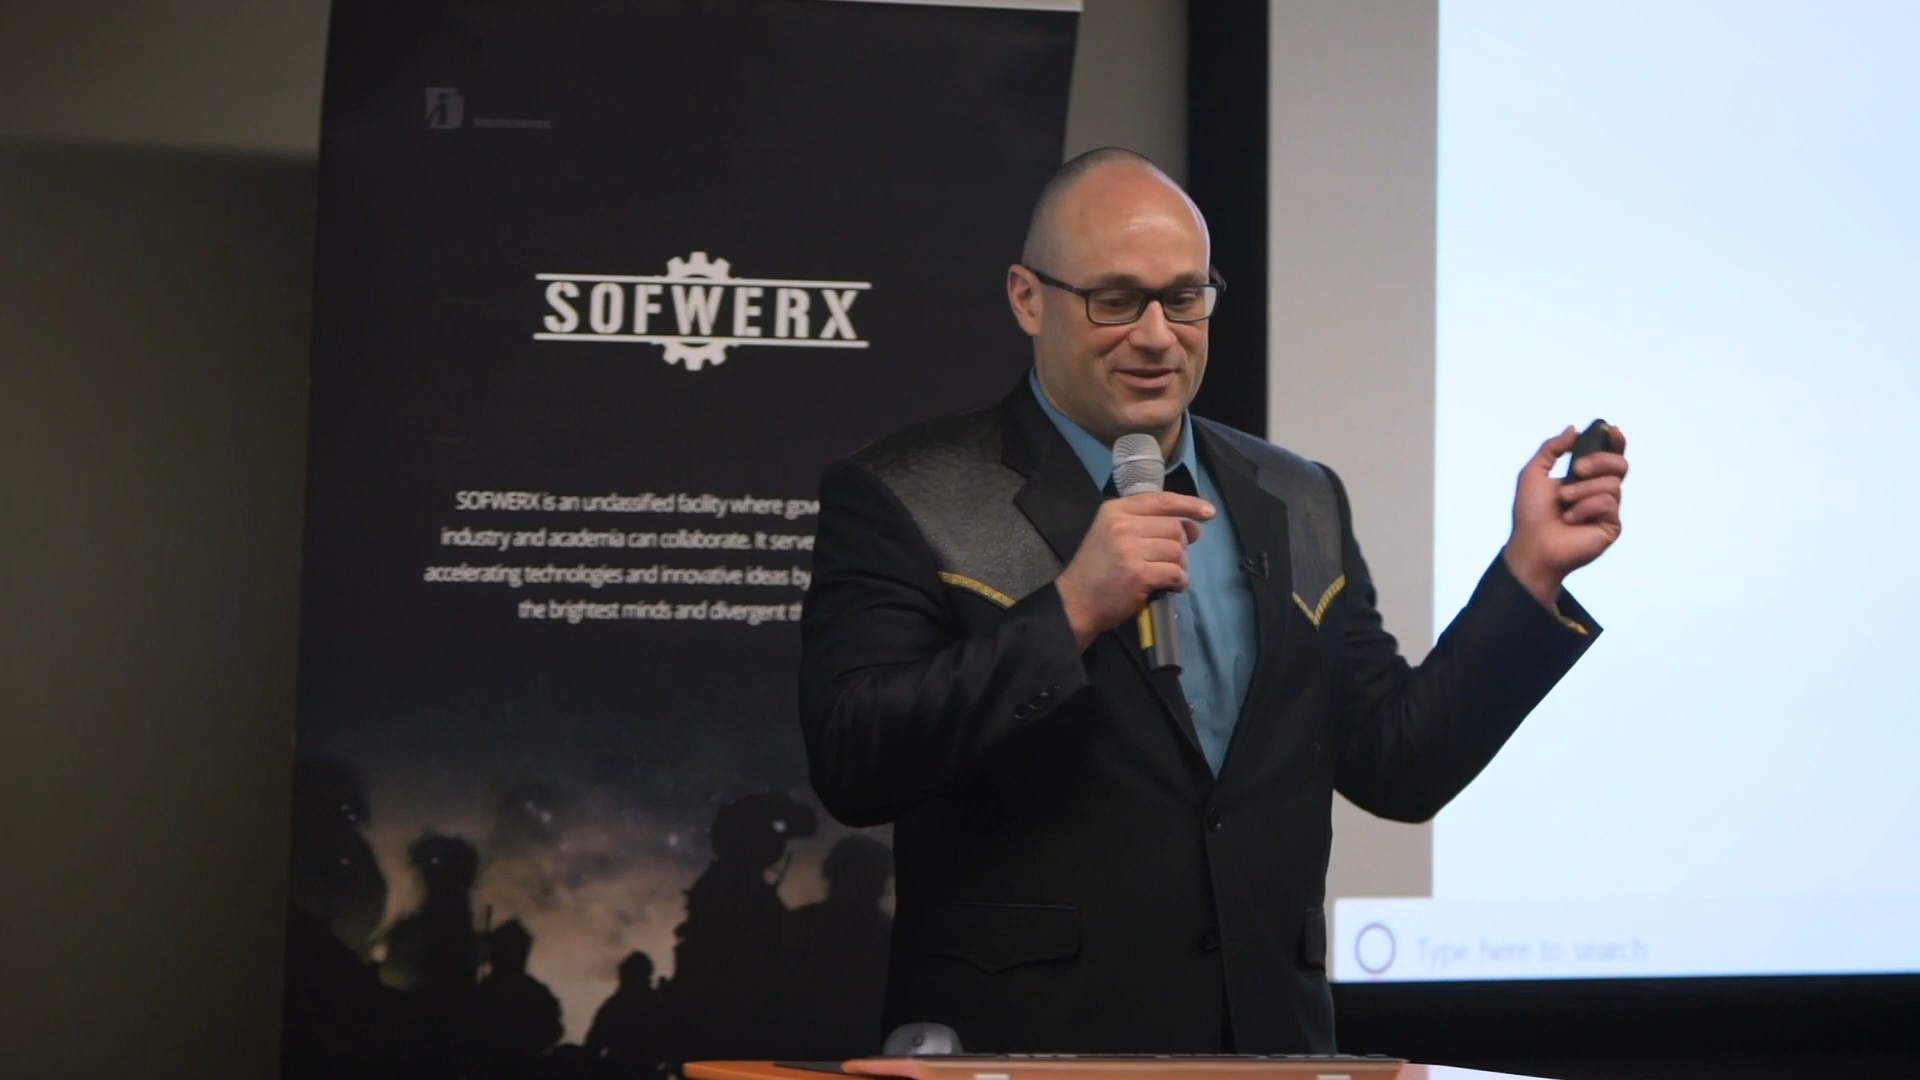 SOFWERX
SOFWERX is an unclassified facility where gov
industry and academia can collaborate. It serve
accelerating technologies and innovative ideas by
the brightest minds and divergent th
Type here to search